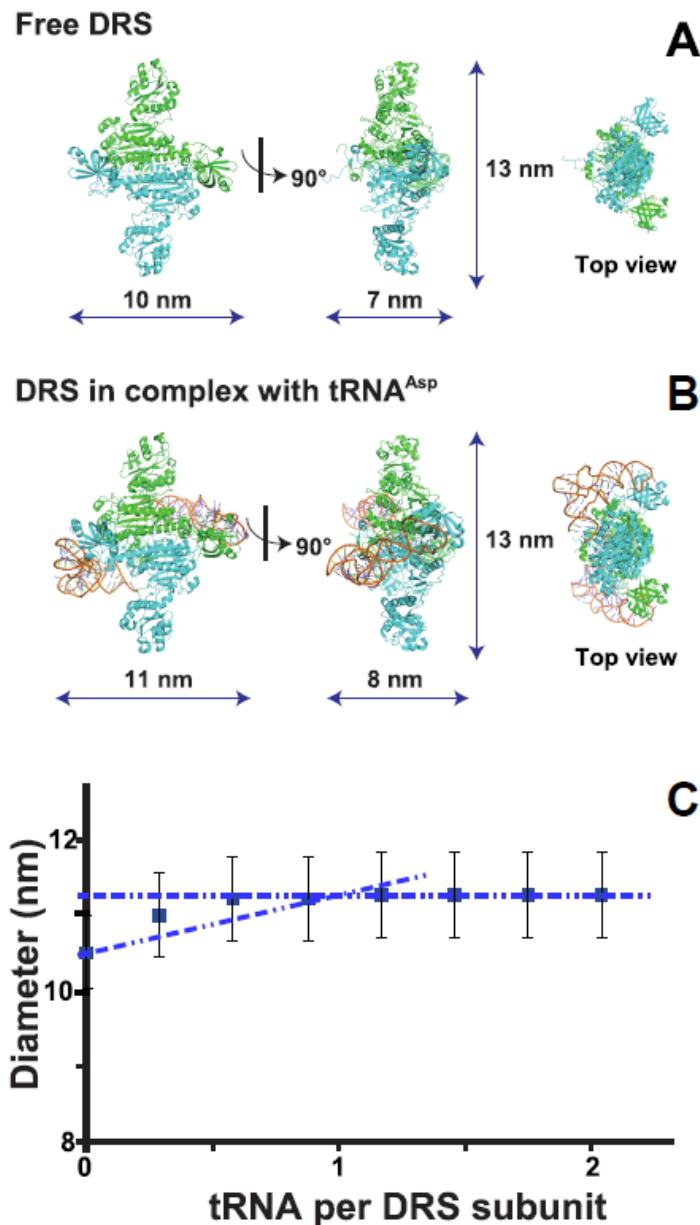 Free DRS
A
90°
13 nm
Top view
10 nm
7 nm
DRS in complex with tRNAAsp
B
90°
13 nm
Top view
11 nm
8 nm
C
Diameter (nm)
12
10
8
0
1
2
tRNA per DRS subunit